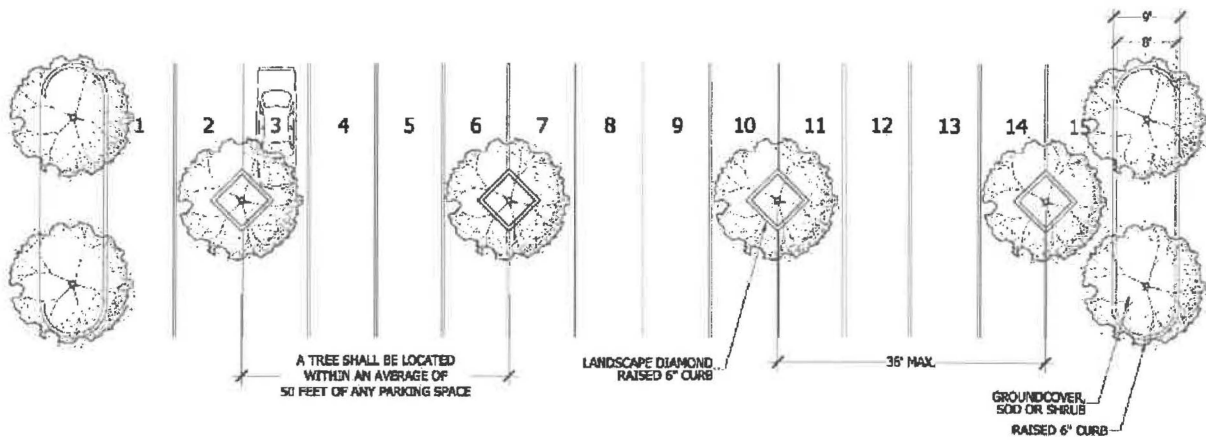 9'
8'
1 2 3 4 5 6 7 8 9 10 11 12 13 14 15
A TREE SHALL BE LOCATED
WITHIN AN AVERAGE OF
50 FEET OF ANY PARKING SPACE
LANDSCAPE DIAMOND
RAISED 6" CURB
36' MAX.
GROUNDCOVER,
SOD OR SHRUB
RAISED 6" CURB